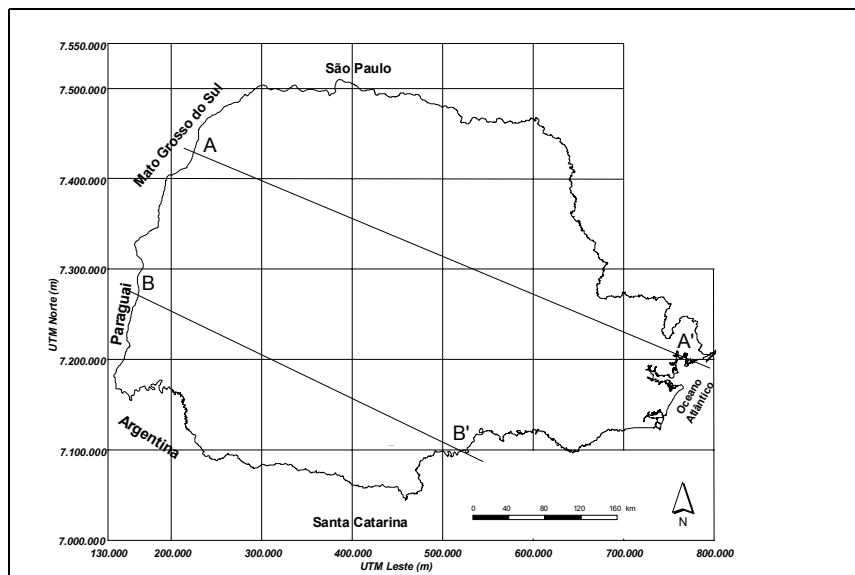 7.550.000
São Paulo
7.500.000
Mato Grosso do Sul
A
7.400.000
7.300.000
B
Paraguai
UTM Norte (m)
A'
7.200.000
Oceano
Atlântico
Argentina
B'
7.100.000
0 40 80 120 160 km
N
Santa Catarina
7.000.000
130.000 200.000 300.000 400.000 500.000 600.000 700.000 800.000
UTM Leste (m)